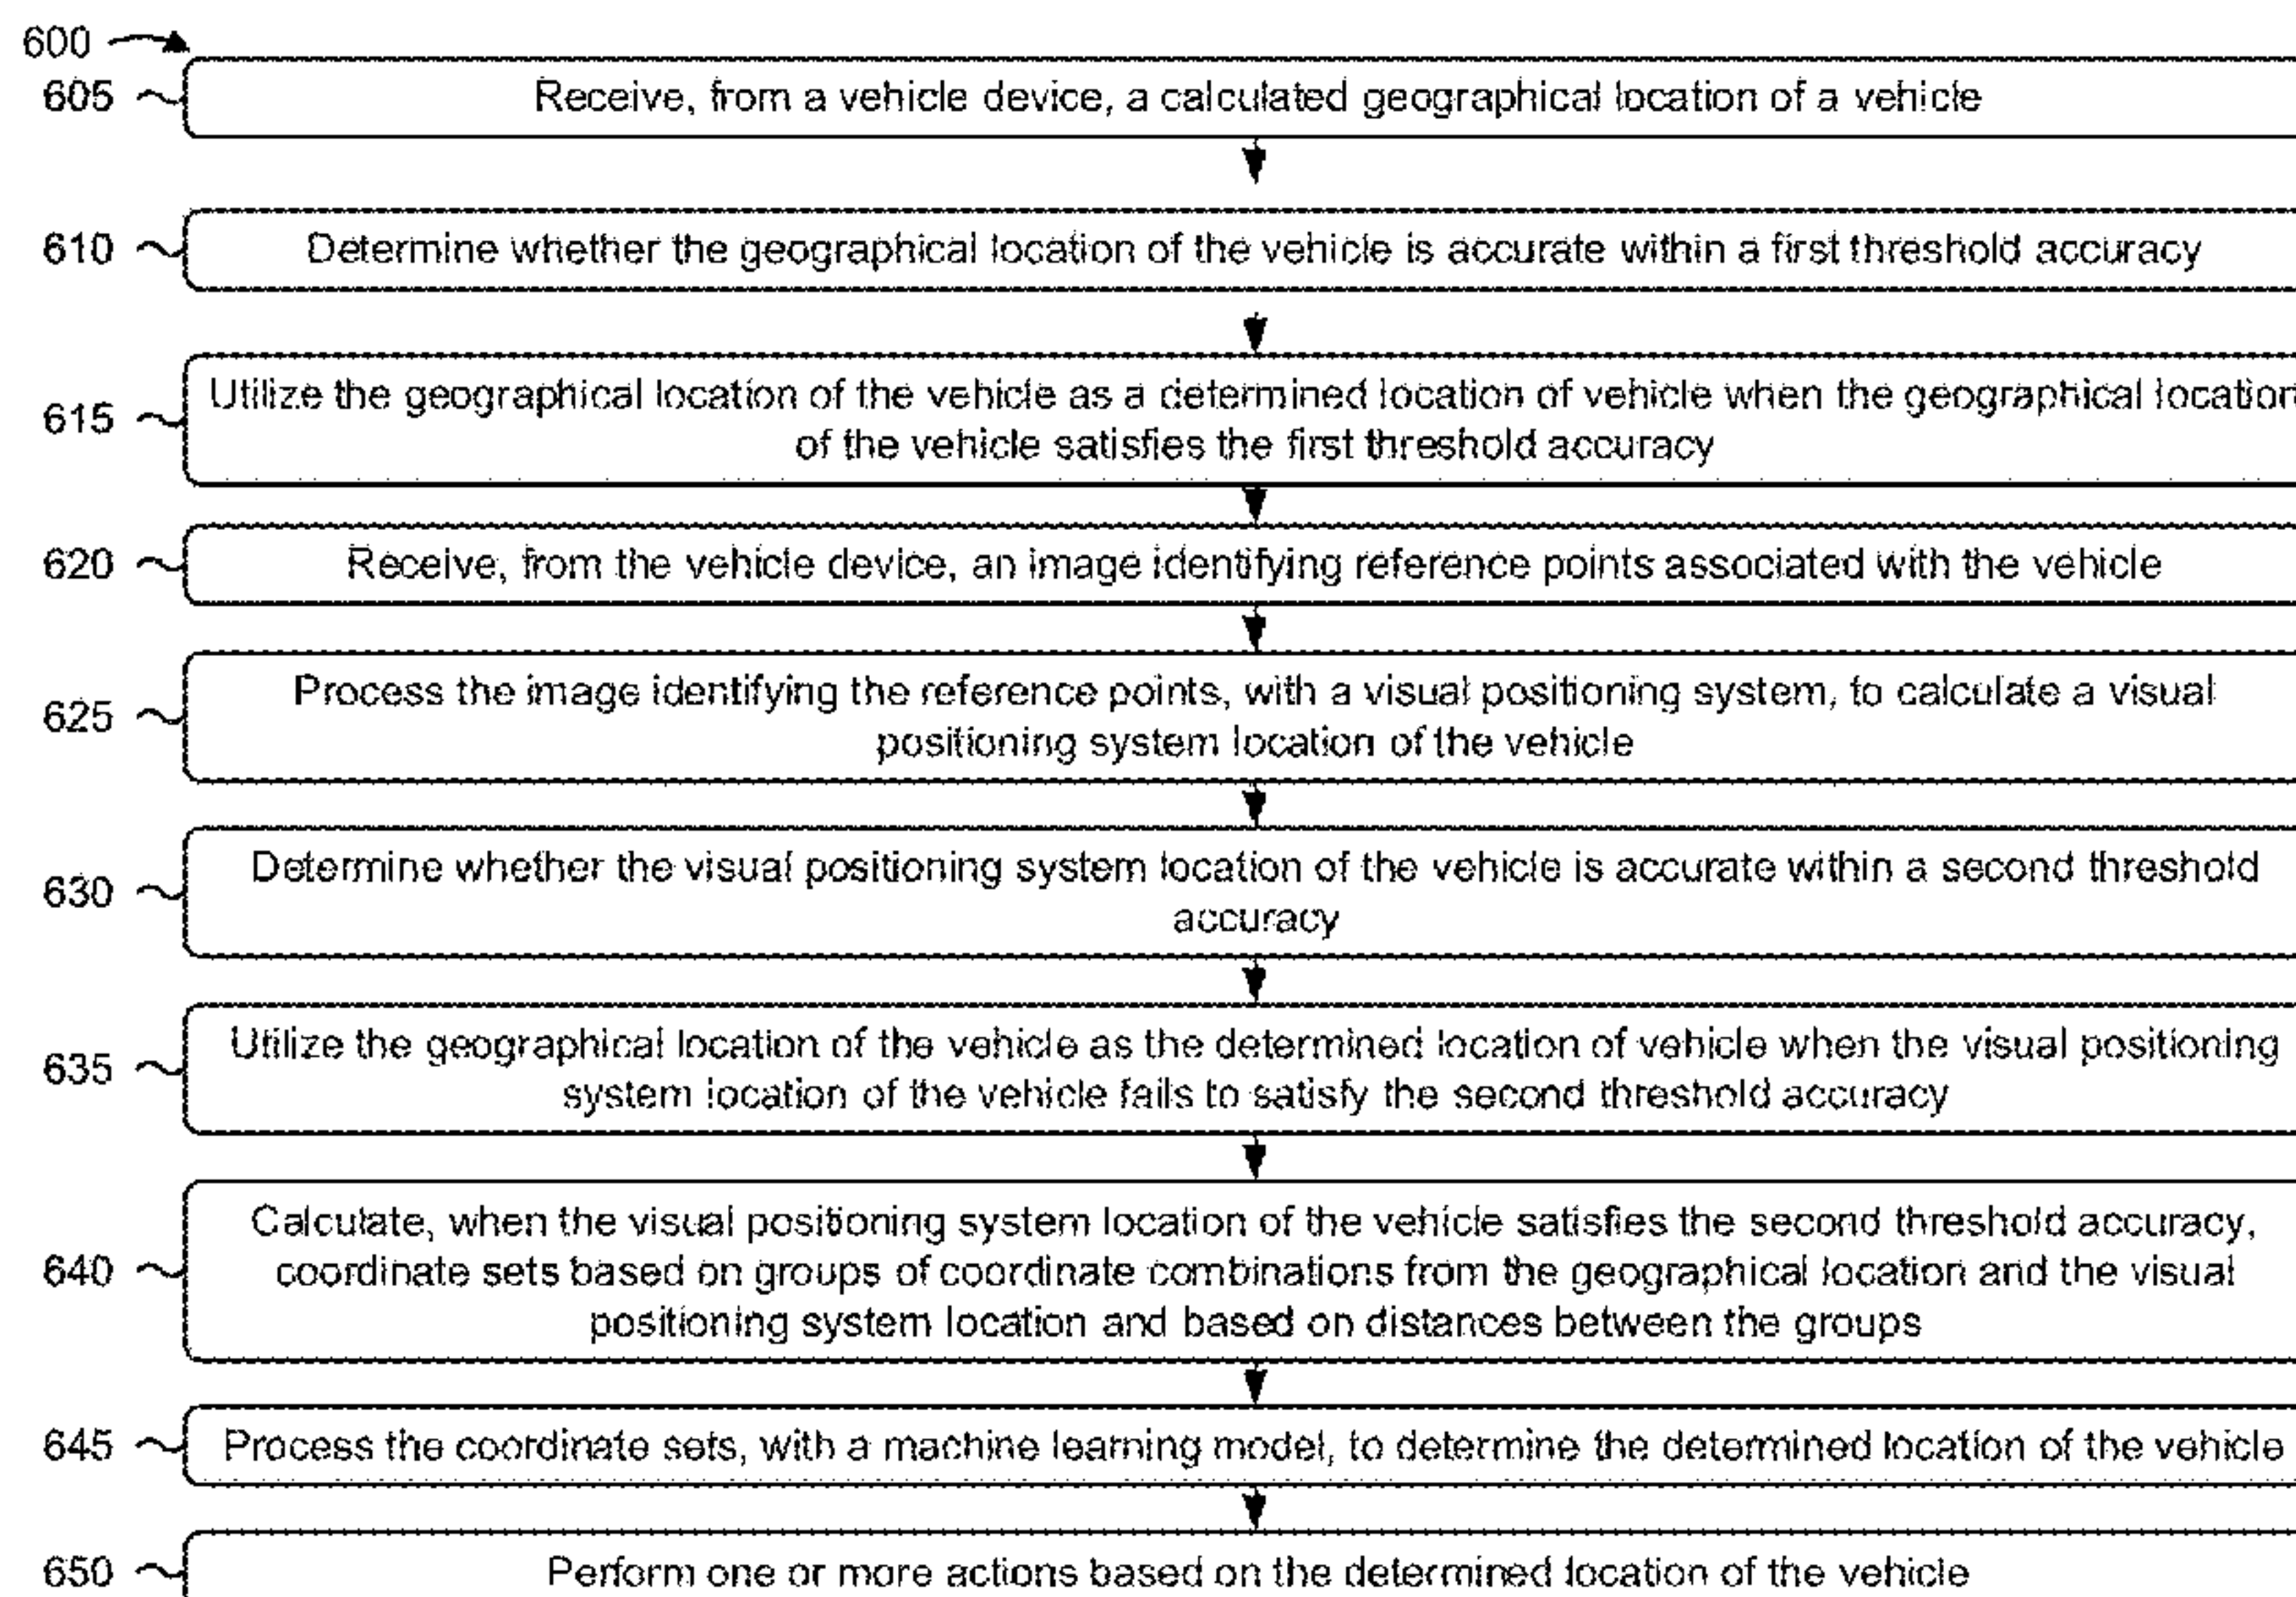 600
605
Receive, from a vehicle device, a calculated geographical location of a vehicle
610
Determine whether the geographical location of the vehicle is accurate within a first threshold accuracy
615
Utilize the geographical location of the vehicle as a determined location of vehicle when the geographical location
of the vehicle satisfies the first threshold accuracy
620
Receive, from the vehicle device, an image identifying reference points associated with the vehicle
625
Process the image identifying the reference points, with a visual positioning system, to calculate a visual
positioning system location of the vehicle
630
Determine whether the visual positioning system location of the vehicle is accurate within a second threshold
accuracy
635
Utilize the geographical location of the vehicle as the determined location of vehicle when the visual positioning
system location of the vehicle fails to satisfy the second threshold accuracy
640
Calculate, when the visual positioning system location of the vehicle satisfies the second threshold accuracy,
coordinate sets based on groups of coordinate combinations from the geographical location and the visual
positioning system location and based on distances between the groups
645
Process the coordinate sets, with a machine learning model, to determine the determined location of the vehicle
650
Perform one or more actions based on the determined location of the vehicle